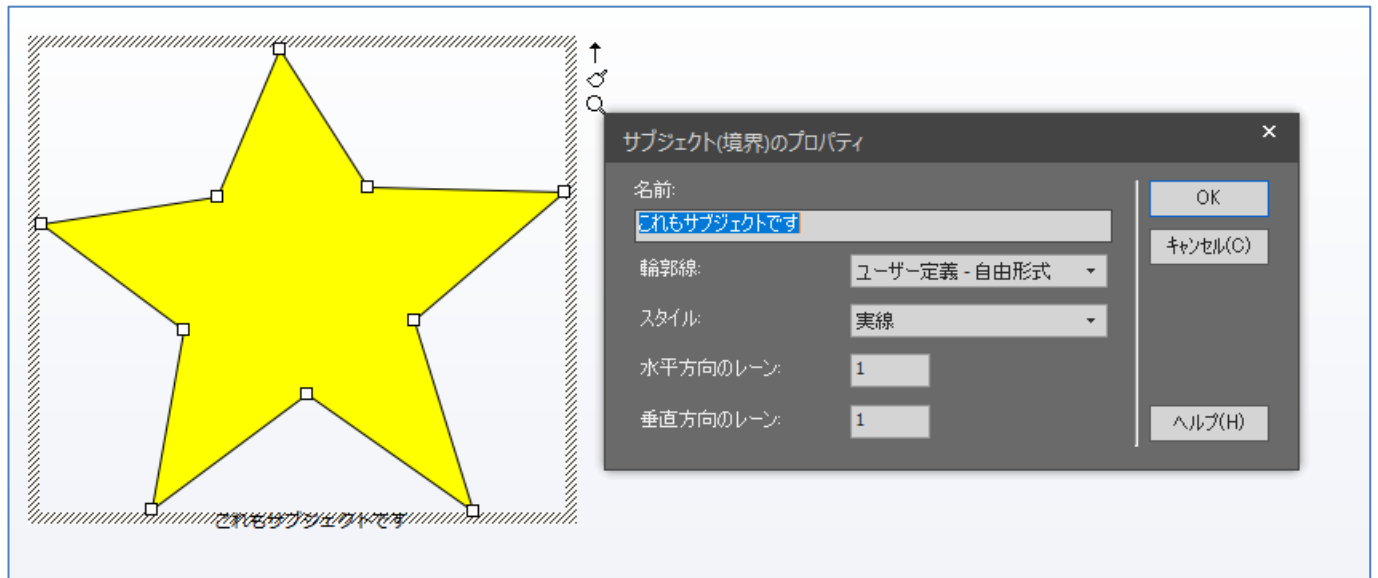 サブジェクト(境界)のプロパティ
名前:
これもサブジェクトです
OK
キャンセル(C)
輪郭線:
ユーザー定義 - 自由形式
スタイル:
実線
水平方向のレーン:
1
垂直方向のレーン:
1
ヘルプ(H)
これもサブジェクトです